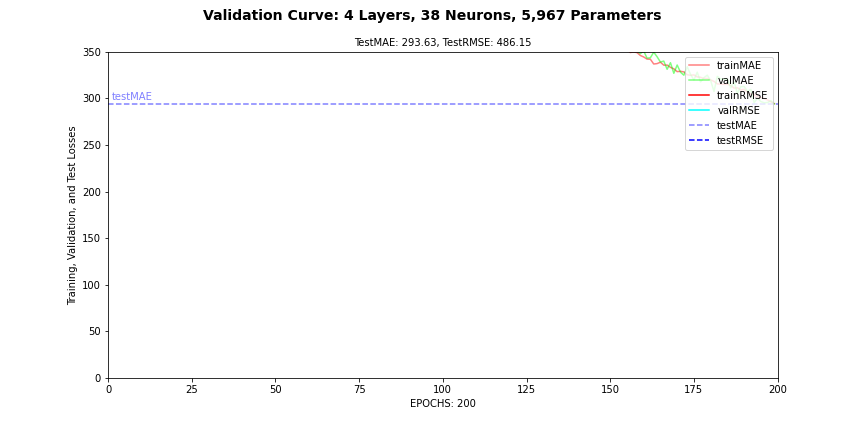 Validation Curve: 4 Layers, 38 Neurons, 5,967 Parameters
TestMAE: 293.63, TestRMSE: 486.15
350
300
250
200
150
100
50
0
Training, Validation, and Test Losses
testMAE
trainMAE
valMAE
trainRMSE
valRMSE
testMAE
testRMSE
0
25
50
75
100
125
150
175
200
EPOCHS: 200